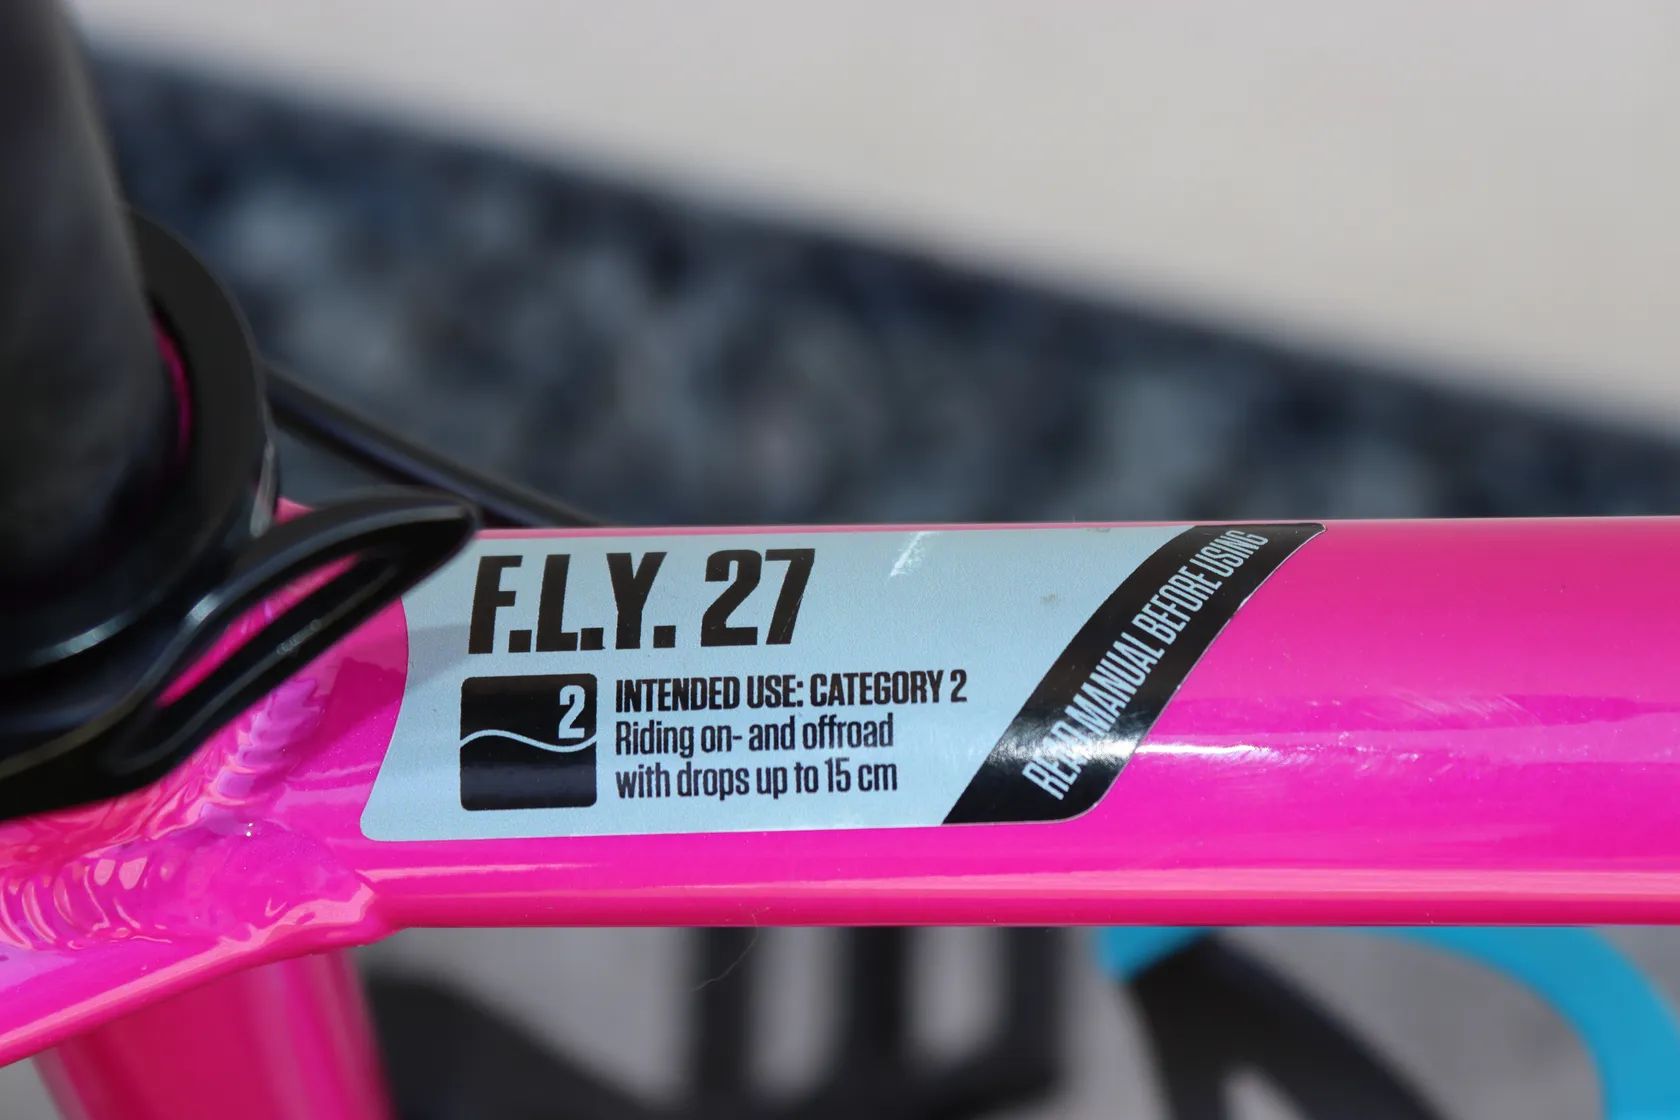 F.L.Y. 27
2
INTENDED USE: CATEGORY 2
Riding on- and offroad
with drops up to 15 cm
READ MANUAL BEFORE USING